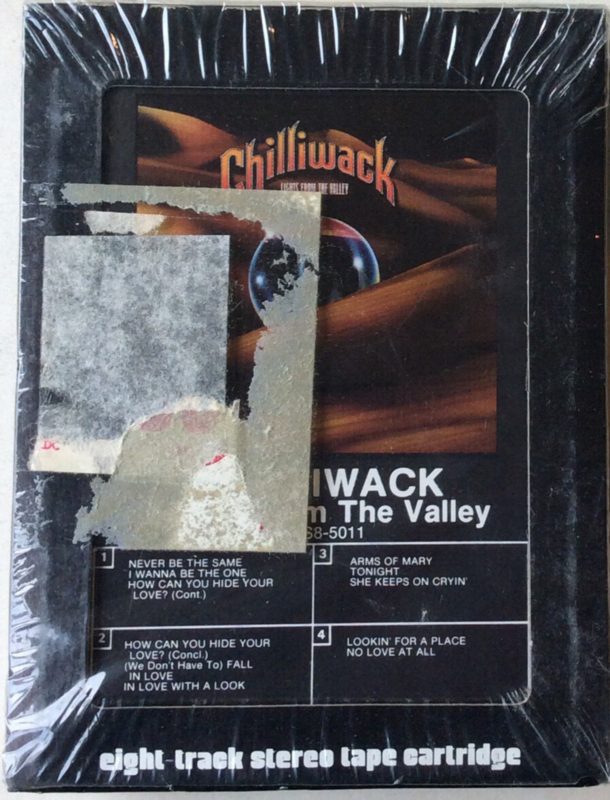 Chilliwack
LIGHTS FROM THE VALLEY
DC
IWACK
m The Valley
S8-5011
1
NEVER BE THE SAME
I WANNA BE THE ONE
HOW CAN YOU HIDE YOUR
LOVE? (Cont.)
3
ARMS OF MARY
TONIGHT
SHE KEEPS ON CRYIN'
2
HOW CAN YOU HIDE YOUR
LOVE? (Concl.)
(We Don't Have To) FALL
IN LOVE
IN LOVE WITH A LOOK
4
LOOKIN' FOR A PLACE
NO LOVE AT ALL
eight-track stereo tape cartridge